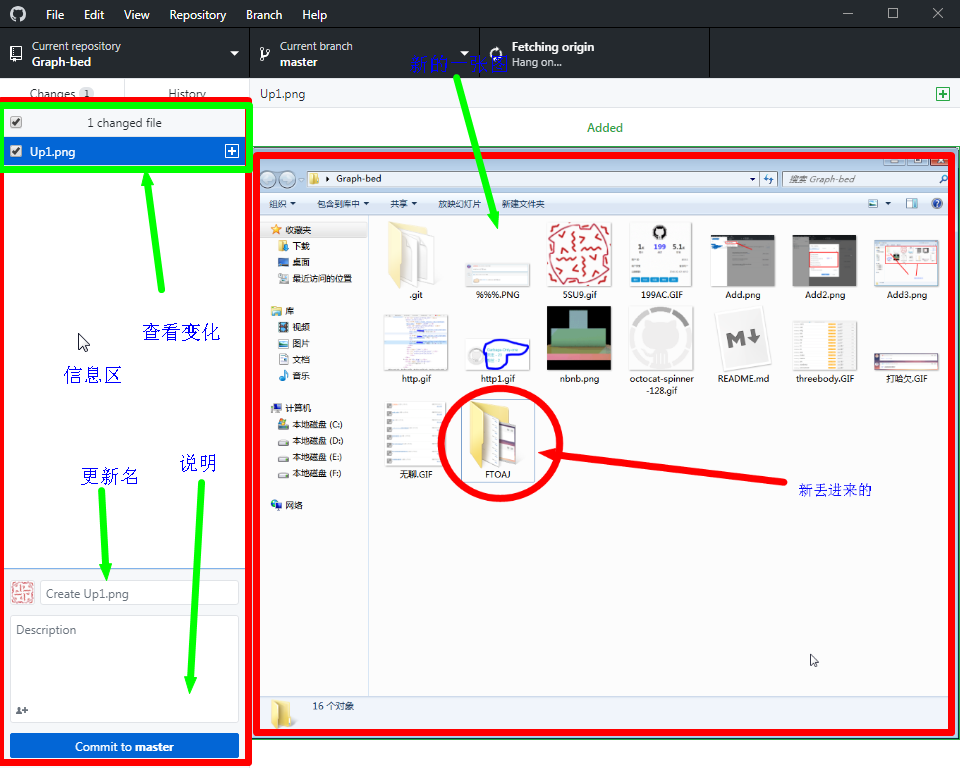 File Edit View Repository Branch Help
Current repository
Graph-bed
Current branch
master
Fetching origin
Hang on...
新的一张图
Changes 1 History
Up1.png
1 changed file
Added
Up1.png
查看变化
信息区
更新名
说明
Create Up1.png
Description
Commit to master
Graph-bed
搜索 Graph-bed
组织 包含到库中 共享 放映幻灯片 新建文件夹
收藏夹
下载
桌面
最近访问的位置
库
视频
图片
文档
音乐
计算机
本地磁盘 (C:)
本地磁盘 (D:)
本地磁盘 (E:)
本地磁盘 (F:)
网络
1 199 5.1
.git %%%.PNG 5SU9.gif 199AC.GIF Add.png Add2.png Add3.png
M
http.gif http1.gif nbnb.png octocat-spinner-128.gif README.md threebody.GIF 打哈欠.GIF
无聊.GIF FTOAJ
新丢进来的
16 个对象